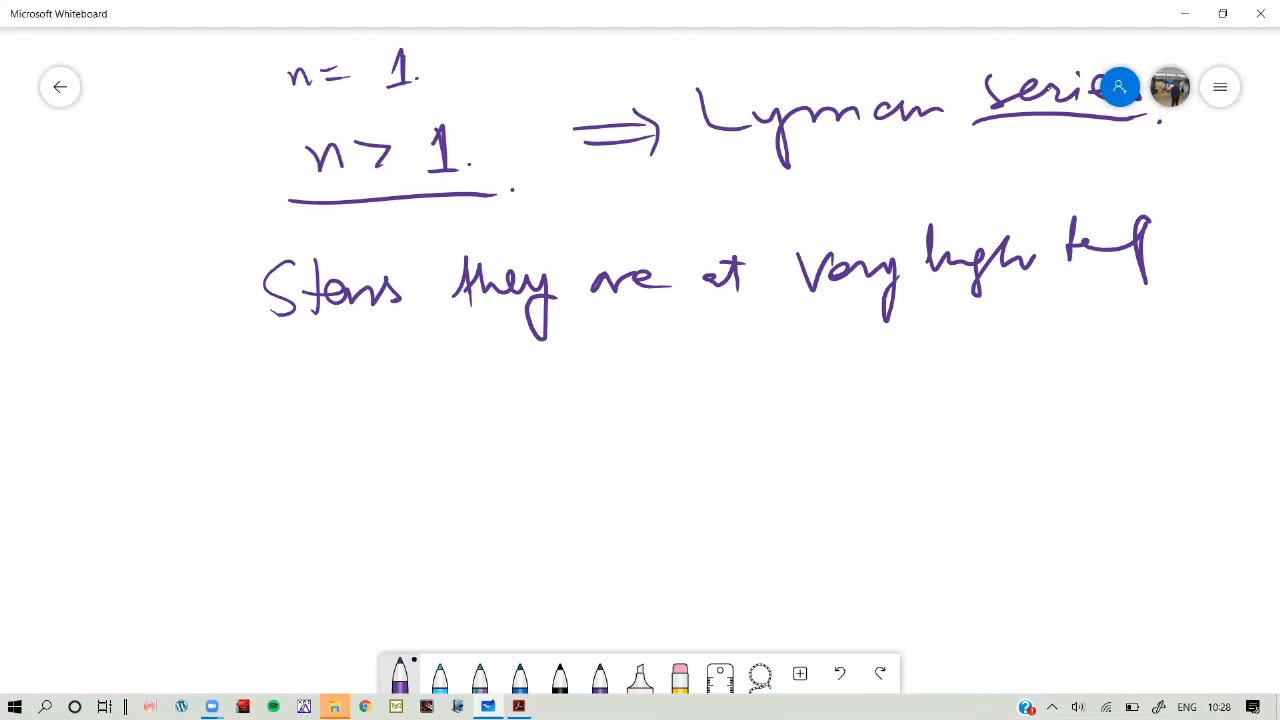 Microsoft Whiteboard
n = 1.
n > 1. ⇒ Lyman series.
Stars they are at very high temp
ENG 10:28